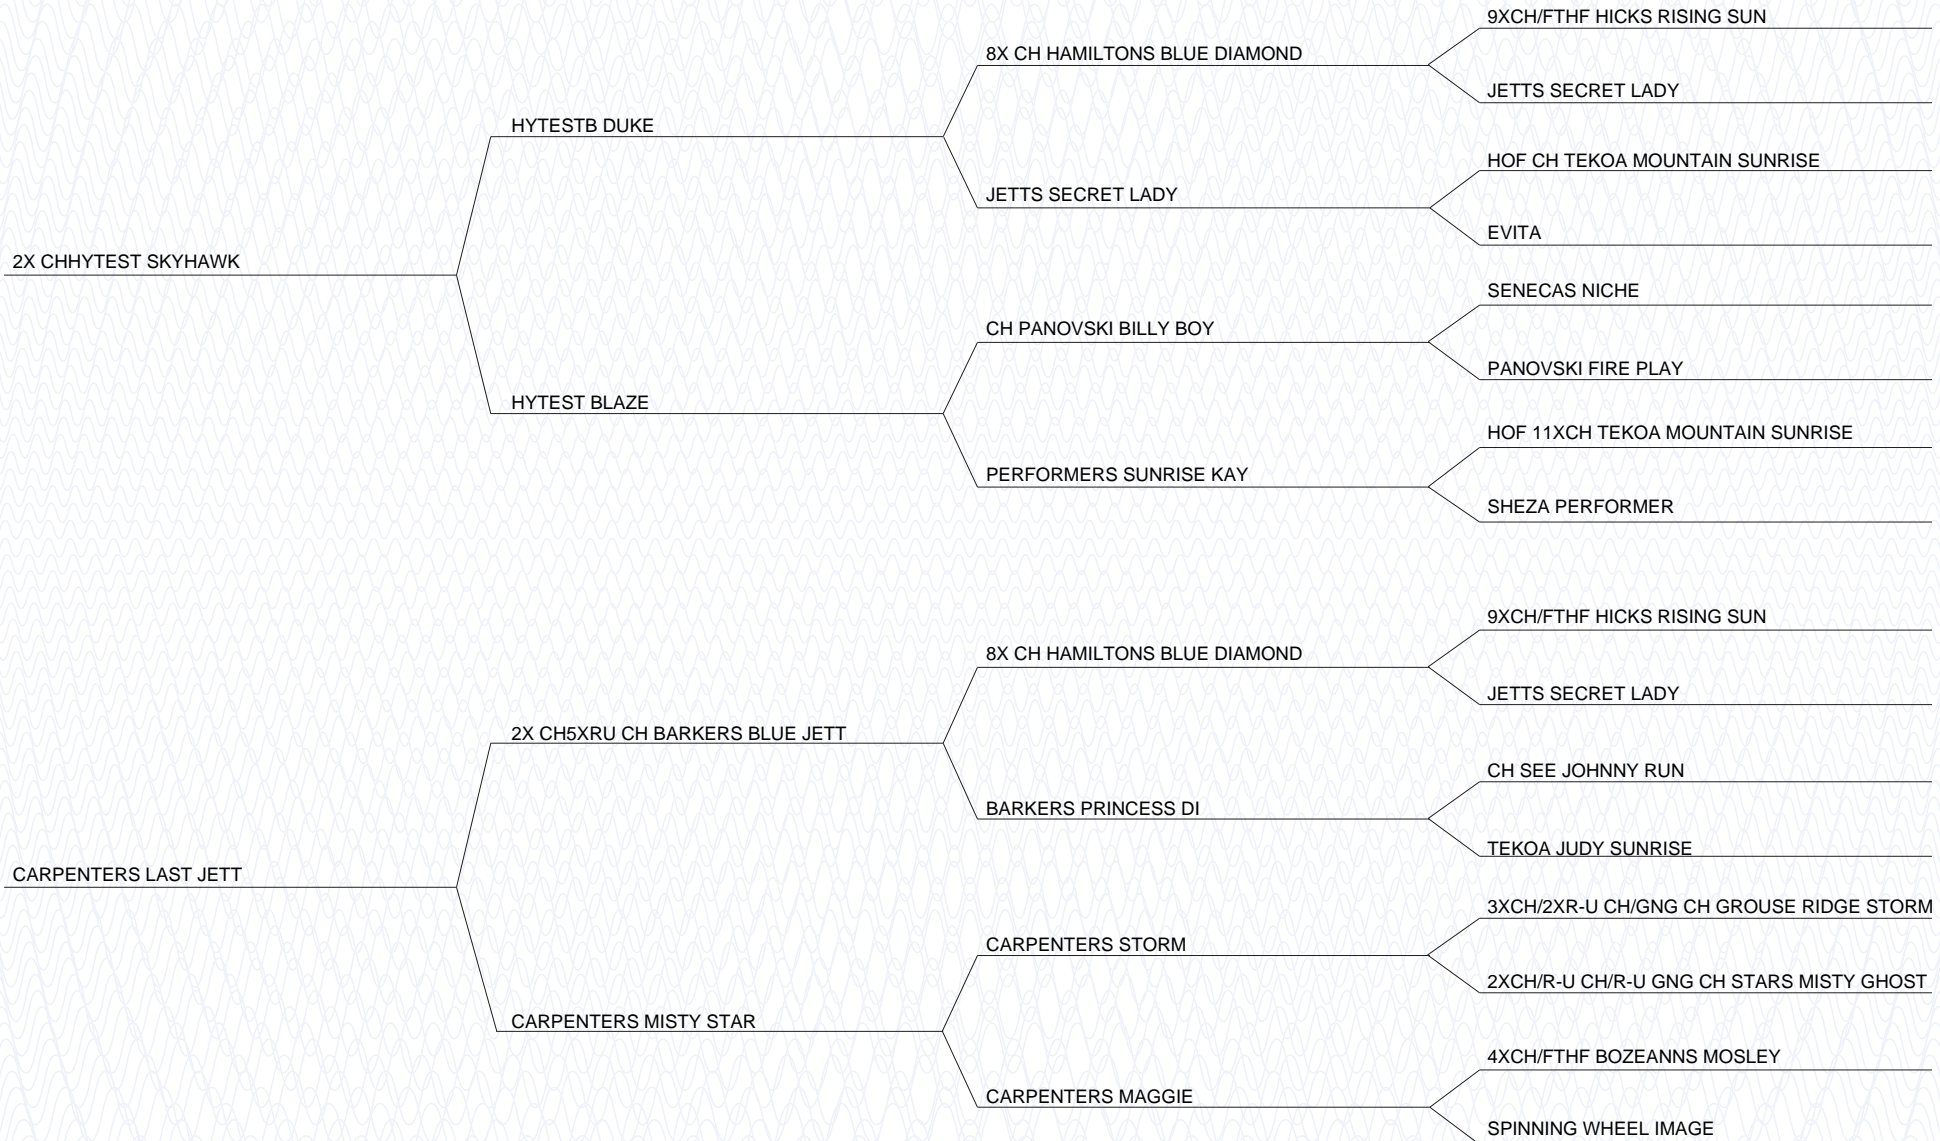 9XCH/FTHF HICKS RISING SUN
8X CH HAMILTONS BLUE DIAMOND
JETTS SECRET LADY
HYTESTB DUKE
HOF CH TEKOA MOUNTAIN SUNRISE
JETTS SECRET LADY
EVITA
2X CHHYTEST SKYHAWK
SENECAS NICHE
CH PANOVSKI BILLY BOY
PANOVSKI FIRE PLAY
HYTEST BLAZE
HOF 11XCH TEKOA MOUNTAIN SUNRISE
PERFORMERS SUNRISE KAY
SHEZA PERFORMER
9XCH/FTHF HICKS RISING SUN
8X CH HAMILTONS BLUE DIAMOND
JETTS SECRET LADY
2X CH5XRU CH BARKERS BLUE JETT
CH SEE JOHNNY RUN
BARKERS PRINCESS DI
TEKOA JUDY SUNRISE
CARPENTERS LAST JETT
3XCH/2XR-U CH/GNG CH GROUSE RIDGE STORM
CARPENTERS STORM
2XCH/R-U CH/R-U GNG CH STARS MISTY GHOST
CARPENTERS MISTY STAR
4XCH/FTHF BOZEANNS MOSLEY
CARPENTERS MAGGIE
SPINNING WHEEL IMAGE